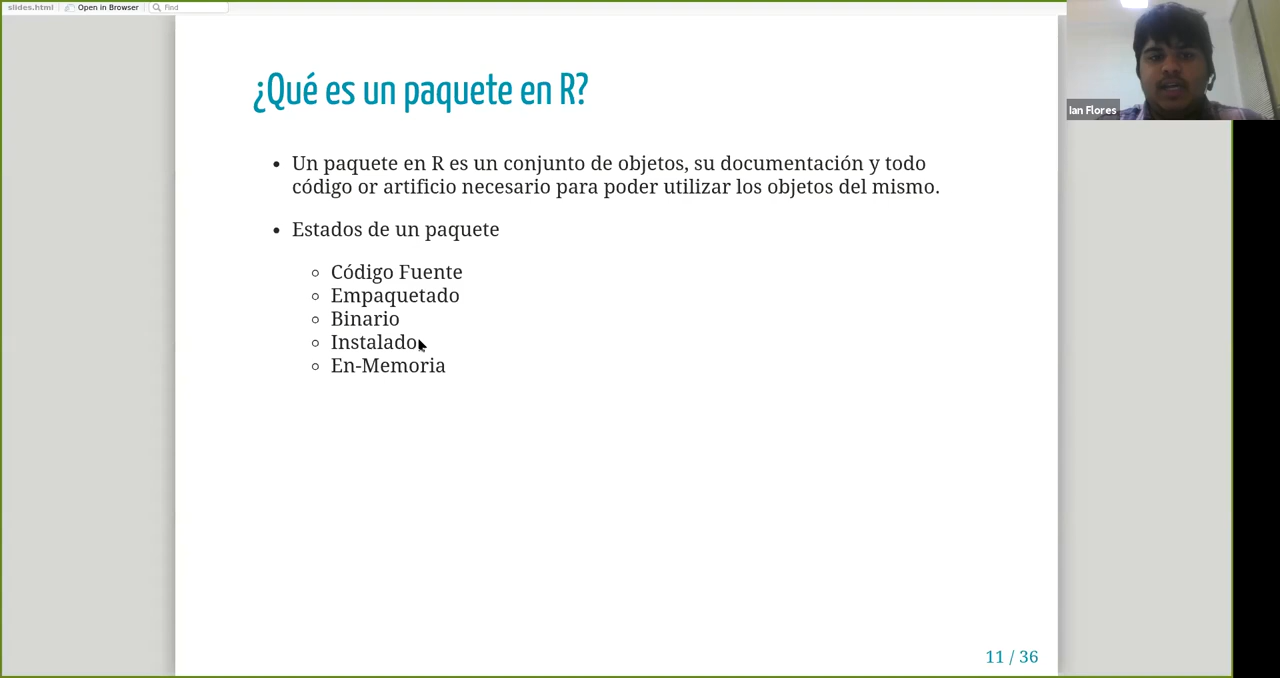 slides.html Open in Browser Find
¿Qué es un paquete en R?
Un paquete en R es un conjunto de objetos, su documentación y todo
código or artificio necesario para poder utilizar los objetos del mismo.
Estados de un paquete
Código Fuente
Empaquetado
Binario
Instalado
En-Memoria
11 / 36
Ian Flores